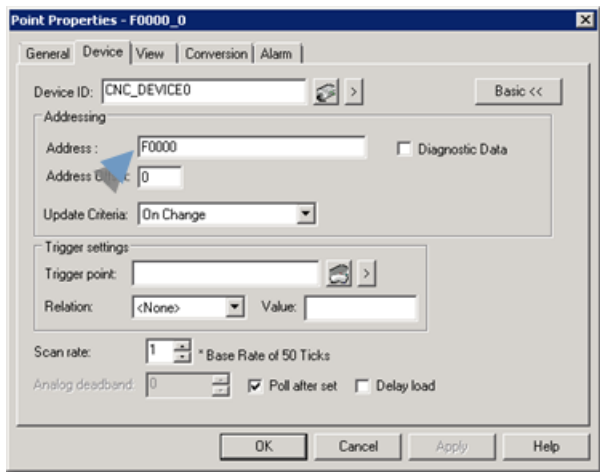 Point Properties - F0000_0
General Device View Conversion Alarm
Device ID: CNC_DEVICE0 > Basic <<
Addressing
Address : F0000 Diagnostic Data
Address 0
Update Criteria: On Change
Trigger settings
Trigger point: >
Relation: <None> Value:
Scan rate: 1 * Base Rate of 50 Ticks
Analog deadband: 0 Poll after set Delay load
OK Cancel Apply Help